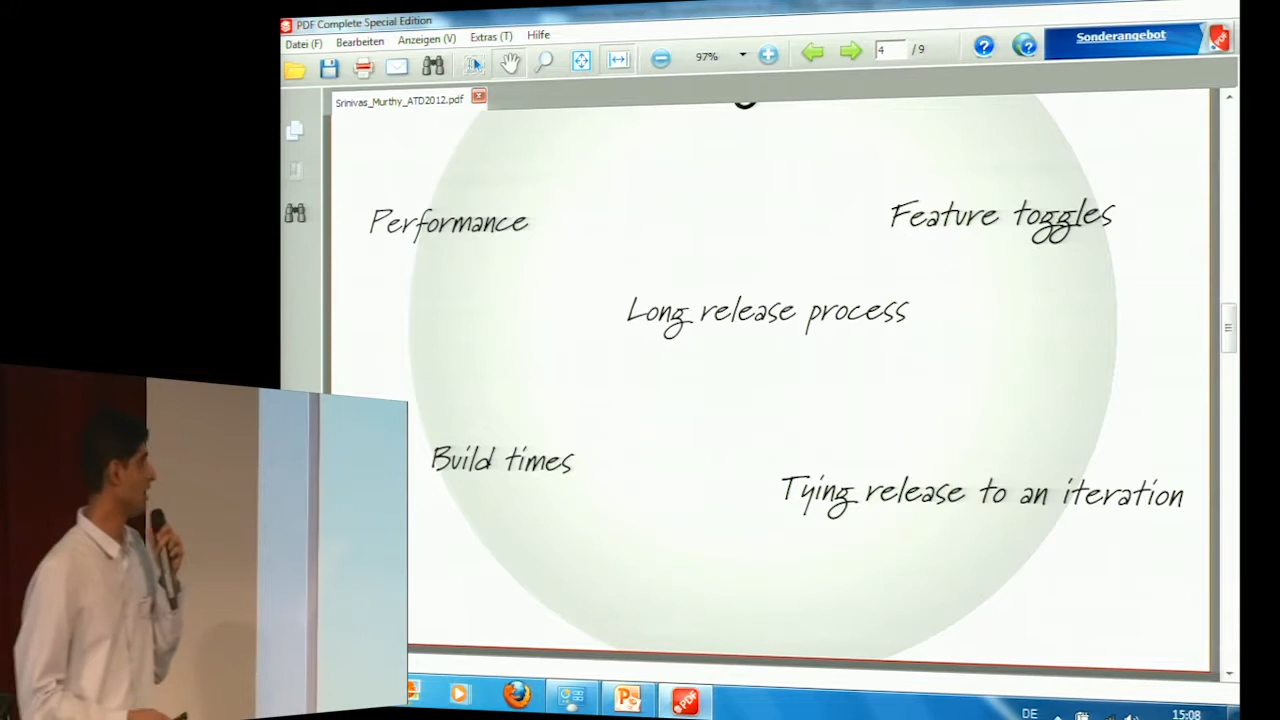 PDF Complete Special Edition
Datei (F) Bearbeiten Anzeigen (V) Extras (T) Hilfe
97% 4 / 9 Sonderangebot
Srinivas_Murthy_ATD2012.pdf
Performance
Feature toggles
Long release process
Build times
Tying release to an iteration
DE 15:08